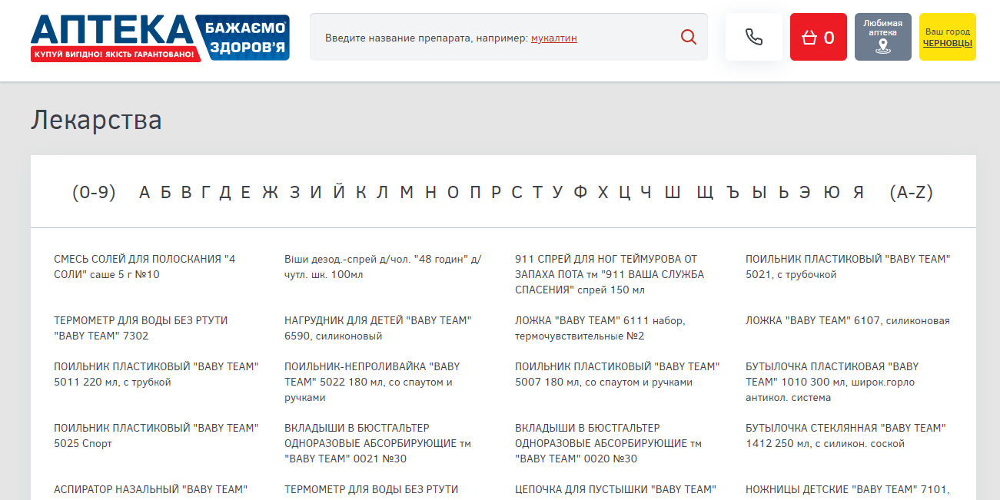 АПТЕКА
БАЖАЄМО
ЗДОРОВ'Я
КУПУЙ ВИГІДНО! ЯКІСТЬ ГАРАНТОВАНО!
Введите название препарата, например: мукалтин
0
Любимая
аптека
Ваш город
ЧЕРНОВЦЫ
Лекарства
(0-9) А Б В Г Д Е Ж З И Й К Л М Н О П Р С Т У Ф Х Ц Ч Ш Щ Ъ Ы Ь Э Ю Я (A-Z)
СМЕСЬ СОЛЕЙ ДЛЯ ПОЛОСКАНИЯ "4
СОЛИ" саше 5 г №10
Віши дезод.-спрей д/чол. "48 годин" д/
чутл. шк. 100мл
911 СПРЕЙ ДЛЯ НОГ ТЕЙМУРОВА ОТ
ЗАПАХА ПОТА тм "911 ВАША СЛУЖБА
СПАСЕНИЯ" спрей 150 мл
ПОИЛЬНИК ПЛАСТИКОВЫЙ "BABY TEAM"
5021, с трубочкой
ТЕРМОМЕТР ДЛЯ ВОДЫ БЕЗ РТУТИ
"BABY TEAM" 7302
НАГРУДНИК ДЛЯ ДЕТЕЙ "BABY TEAM"
6590, силиконовый
ЛОЖКА "BABY TEAM" 6111 набор,
термочувствительные №2
ЛОЖКА "BABY TEAM" 6107, силиконовая
ПОИЛЬНИК ПЛАСТИКОВЫЙ "BABY TEAM"
5011 220 мл, с трубкой
ПОИЛЬНИК-НЕПРОЛИВАЙКА "BABY
TEAM" 5022 180 мл, со спаутом и
ручками
ПОИЛЬНИК ПЛАСТИКОВЫЙ "BABY TEAM"
5007 180 мл, со спаутом и ручками
БУТЫЛОЧКА ПЛАСТИКОВАЯ "BABY
TEAM" 1010 300 мл, широк.горло
антикол. система
ПОИЛЬНИК ПЛАСТИКОВЫЙ "BABY TEAM"
5025 Спорт
ВКЛАДЫШИ В БЮСТГАЛЬТЕР
ОДНОРАЗОВЫЕ АБСОРБИРУЮЩИЕ тм
"BABY TEAM" 0021 №30
ВКЛАДЫШИ В БЮСТГАЛЬТЕР
ОДНОРАЗОВЫЕ АБСОРБИРУЮЩИЕ тм
"BABY TEAM" 0020 №30
БУТЫЛОЧКА СТЕКЛЯННАЯ "BABY TEAM"
1412 250 мл, с силикон. соской
АСПИРАТОР НАЗАЛЬНЫЙ "BABY TEAM"
ТЕРМОМЕТР ДЛЯ ВОДЫ БЕЗ РТУТИ
ЦЕПОЧКА ДЛЯ ПУСТЫШКИ "BABY TEAM"
НОЖНИЦЫ ДЕТСКИЕ "BABY TEAM" 7101,